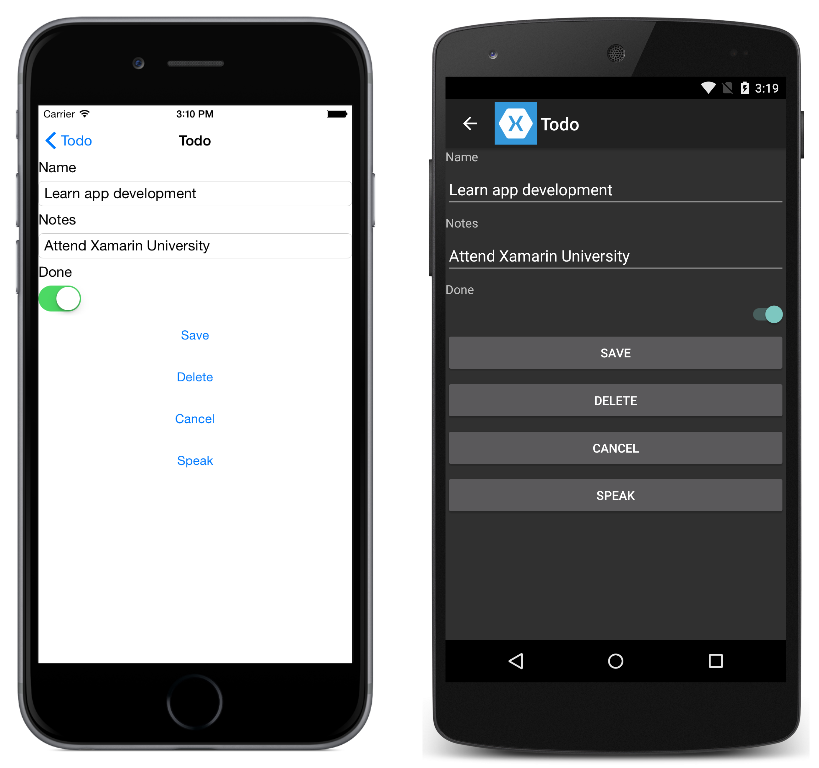 Carrier 3:10 PM
Todo Todo
Name
Learn app development
Notes
Attend Xamarin University
Done
Save
Delete
Cancel
Speak
3:19
X Todo
Name
Learn app development
Notes
Attend Xamarin University
Done
SAVE
DELETE
CANCEL
SPEAK